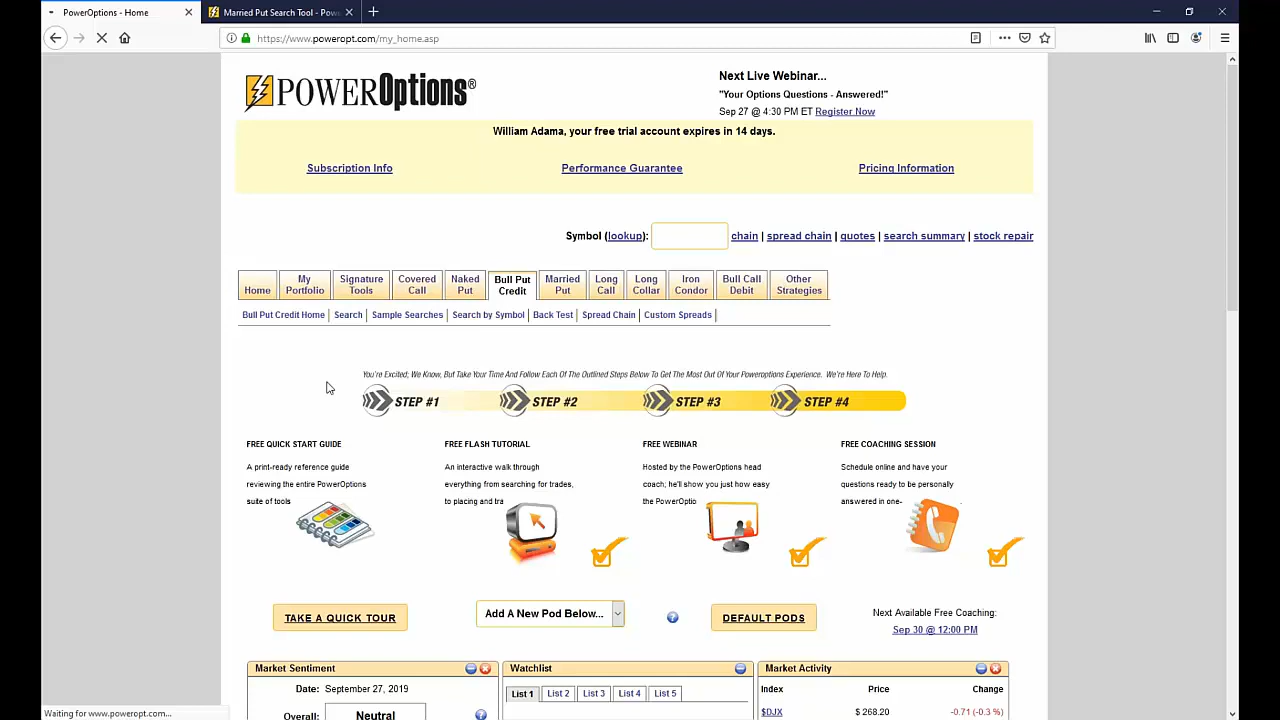 PowerOptions - Home
Married Put Search Tool - Pow
https://www.poweropt.com/my_home.asp
POWEROptions®
Next Live Webinar...
"Your Options Questions - Answered!"
Sep 27 @ 4:30 PM ET Register Now
William Adama, your free trial account expires in 14 days.
Subscription Info Performance Guarantee Pricing Information
Symbol (lookup): chain | spread chain | quotes | search summary | stock repair
Home
My Portfolio
Signature Tools
Covered Call
Naked Put
Bull Put Credit
Married Put
Long Call
Long Collar
Iron Condor
Bull Call Debit
Other Strategies
Bull Put Credit Home | Search | Sample Searches | Search by Symbol | Back Test | Spread Chain | Custom Spreads |
You're Excited; We Know, But Take Your Time And Follow Each Of The Outlined Steps Below To Get The Most Out Of Your Poweroptions Experience. We're Here To Help.
STEP #1 STEP #2 STEP #3 STEP #4
FREE QUICK START GUIDE
A print-ready reference guide
reviewing the entire PowerOptions
suite of tools
FREE FLASH TUTORIAL
An interactive walk through
everything from searching for trades,
to placing and tra
FREE WEBINAR
Hosted by the PowerOptions head
coach; he'll show you just how easy
the PowerOptio
FREE COACHING SESSION
Schedule online and have your
questions ready to be personally
answered in one-
TAKE A QUICK TOUR
Add A New Pod Below...
DEFAULT PODS
Next Available Free Coaching:
Sep 30 @ 12:00 PM
Market Sentiment
Date: September 27, 2019
Overall: Neutral
Watchlist
List 1 List 2 List 3 List 4 List 5
Market Activity
Index Price Change
$DJX $ 268.20 -0.71 (-0.3 %)
Waiting for www.poweropt.com...